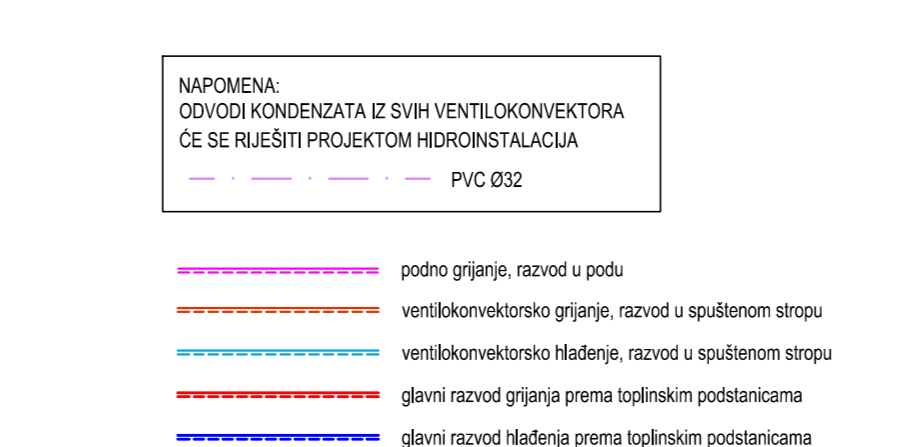 NAPOMENA:
ODVODI KONDENZATA IZ SVIH VENTILOKONVEKTORA
ĆE SE RIJEŠITI PROJEKTOM HIDROINSTALACIJA
PVC Ø32
podno grijanje, razvod u podu
ventilokonvektorsko grijanje, razvod u spuštenom stropu
ventilokonvektorsko hlađenje, razvod u spuštenom stropu
glavni razvod grijanja prema toplinskim podstanicama
glavni razvod hlađenja prema toplinskim podstanicama